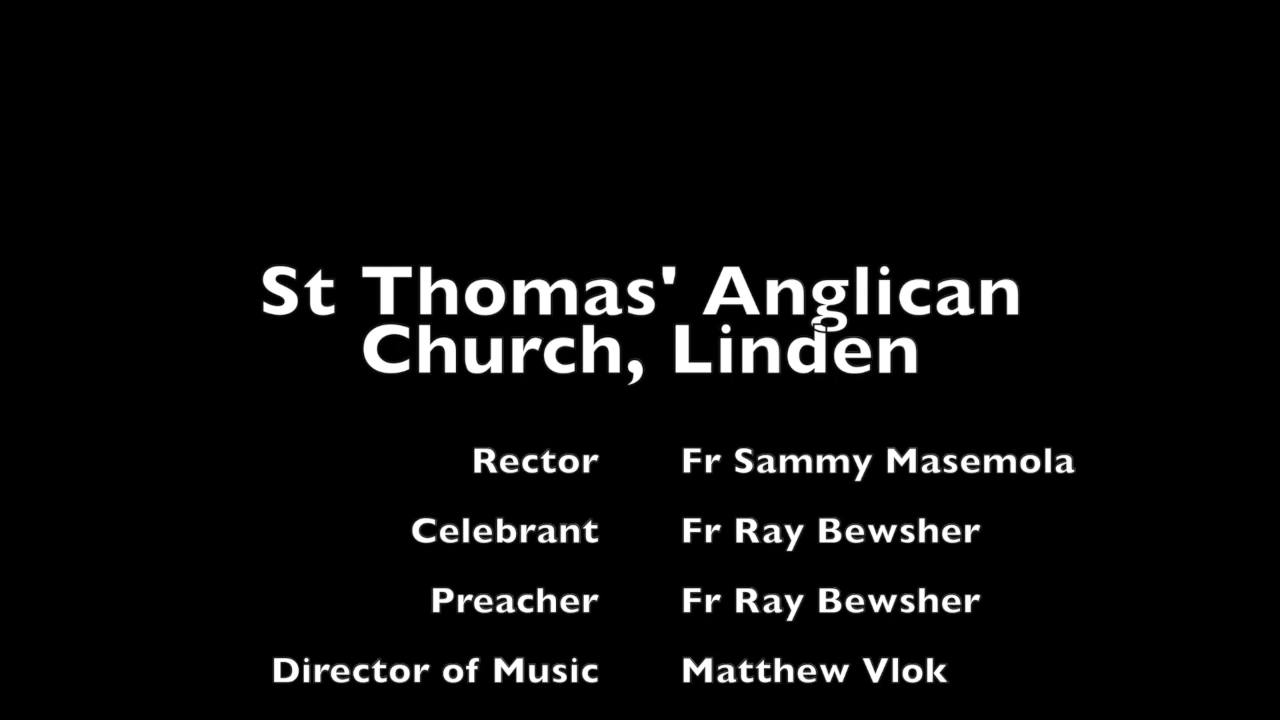 St Thomas' Anglican
Church, Linden
Rector Fr Sammy Masemola
Celebrant Fr Ray Bewsher
Preacher Fr Ray Bewsher
Director of Music Matthew Vlok